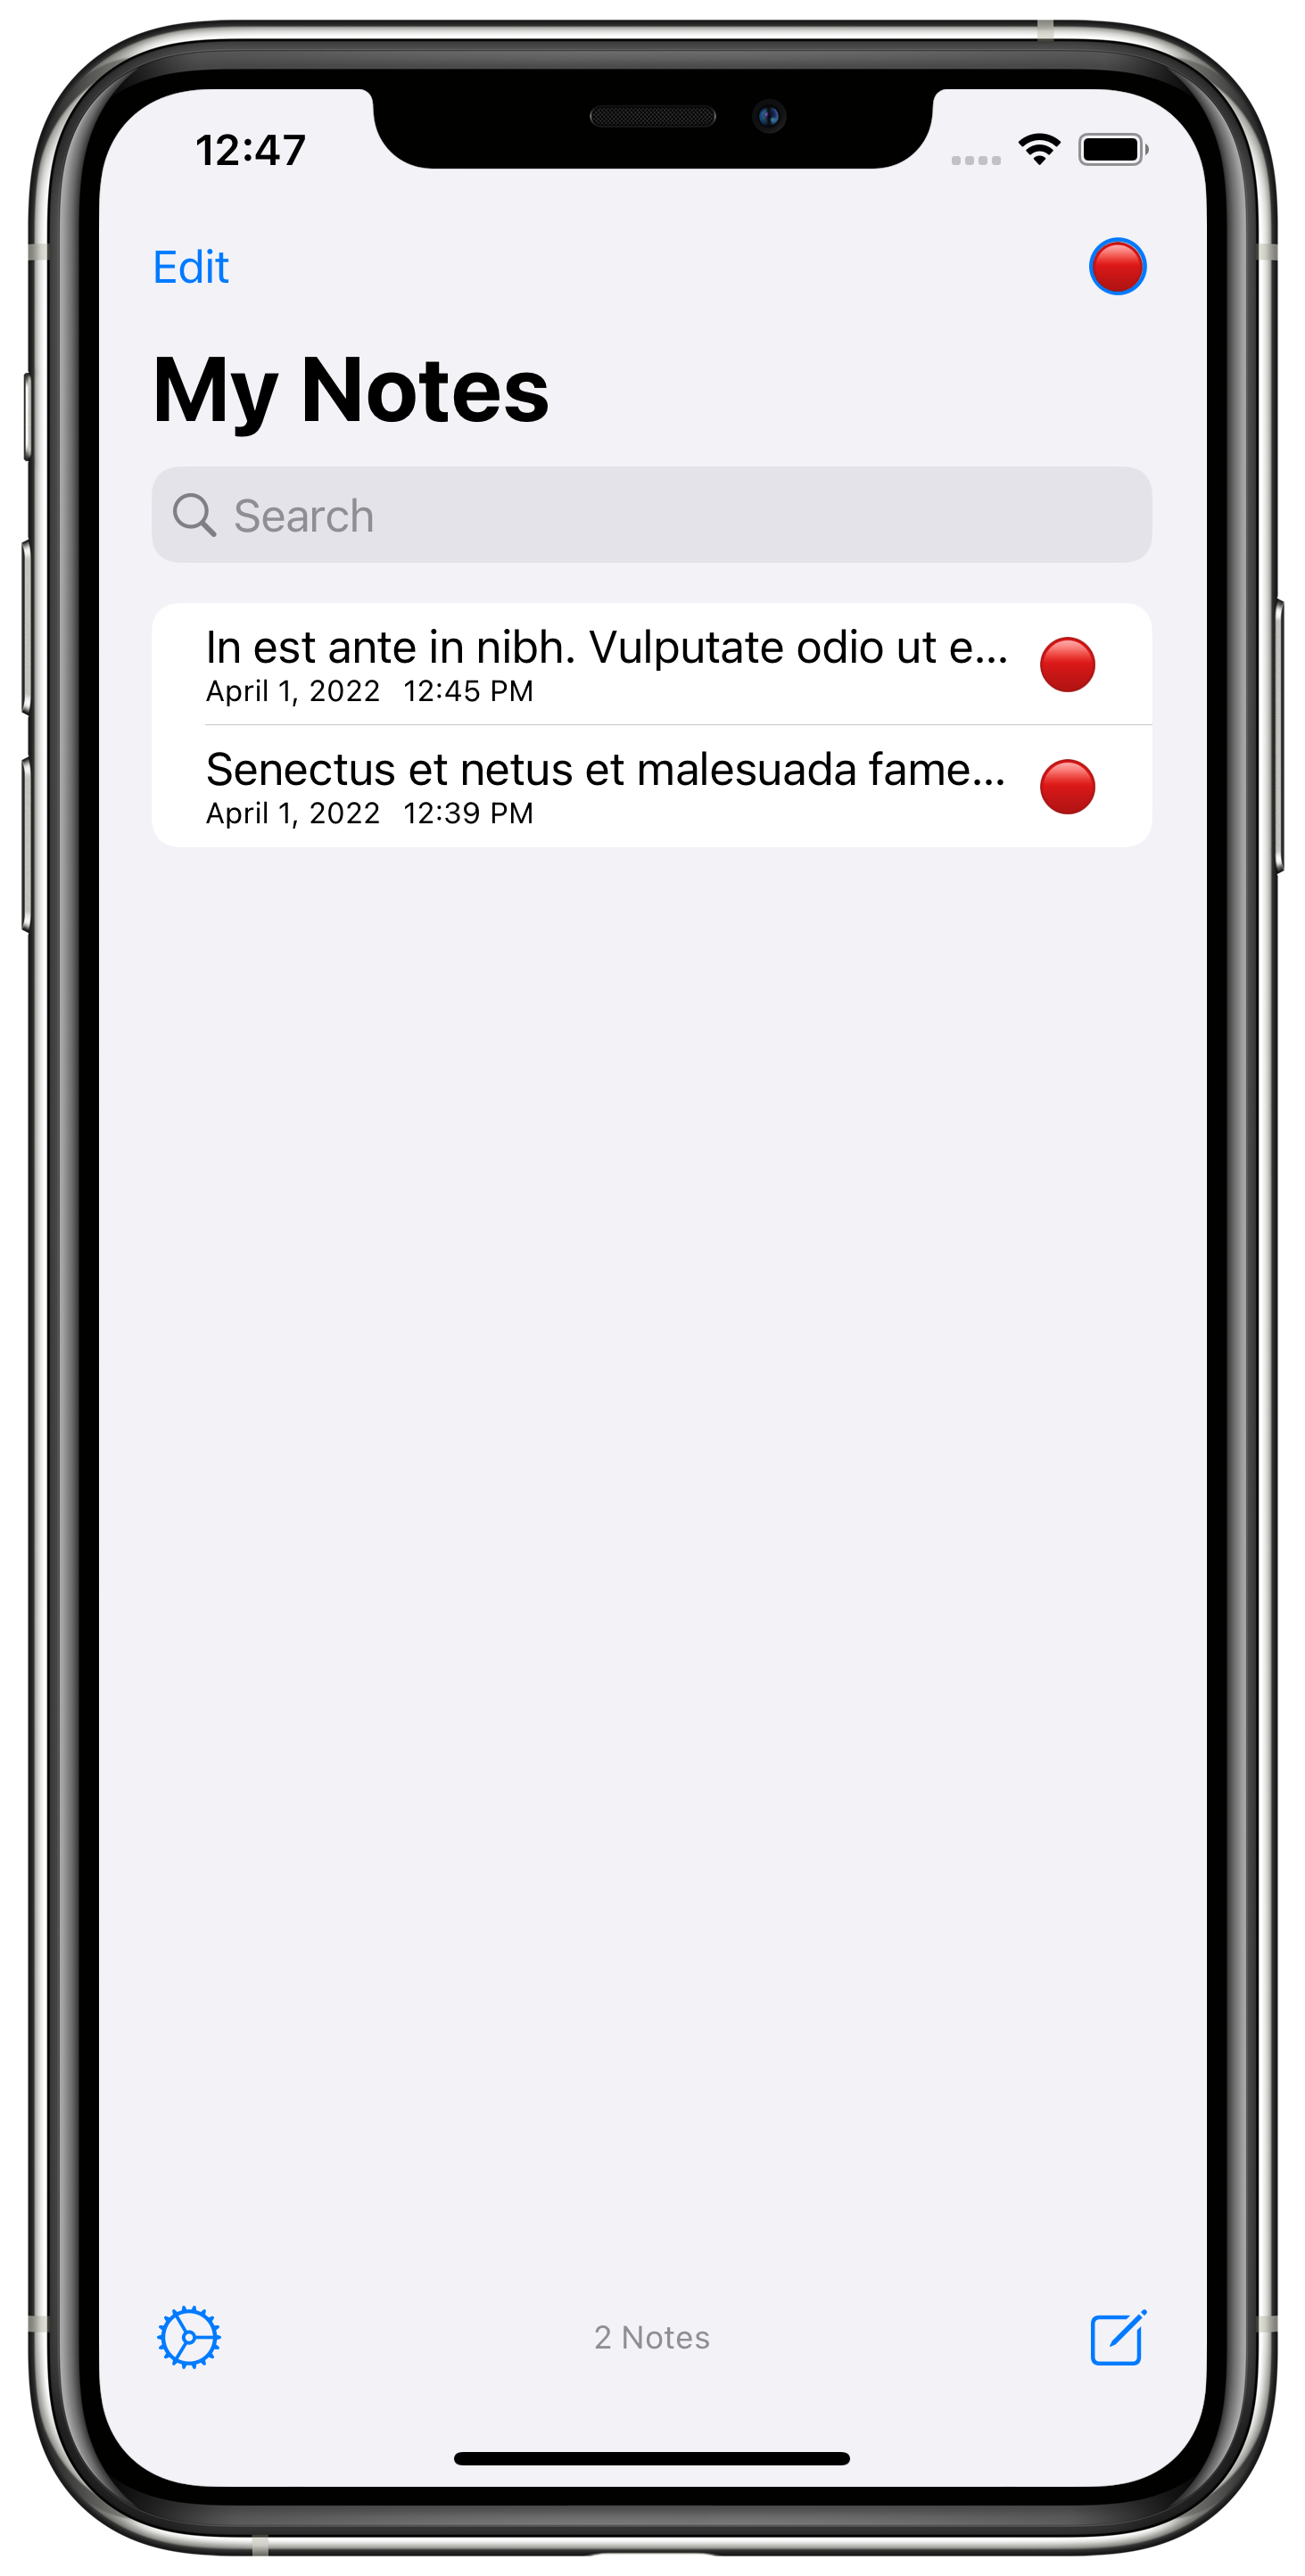 12:47
Edit
My Notes
Search
In est ante in nibh. Vulputate odio ut e...
April 1, 2022 12:45 PM
Senectus et netus et malesuada fame...
April 1, 2022 12:39 PM
2 Notes